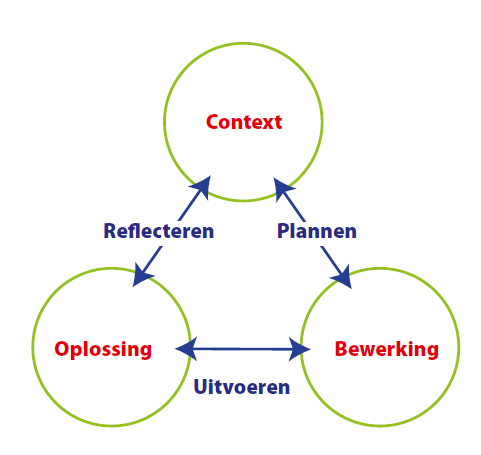 Context
Reflecteren
Plannen
Oplossing
Bewerking
Uitvoeren